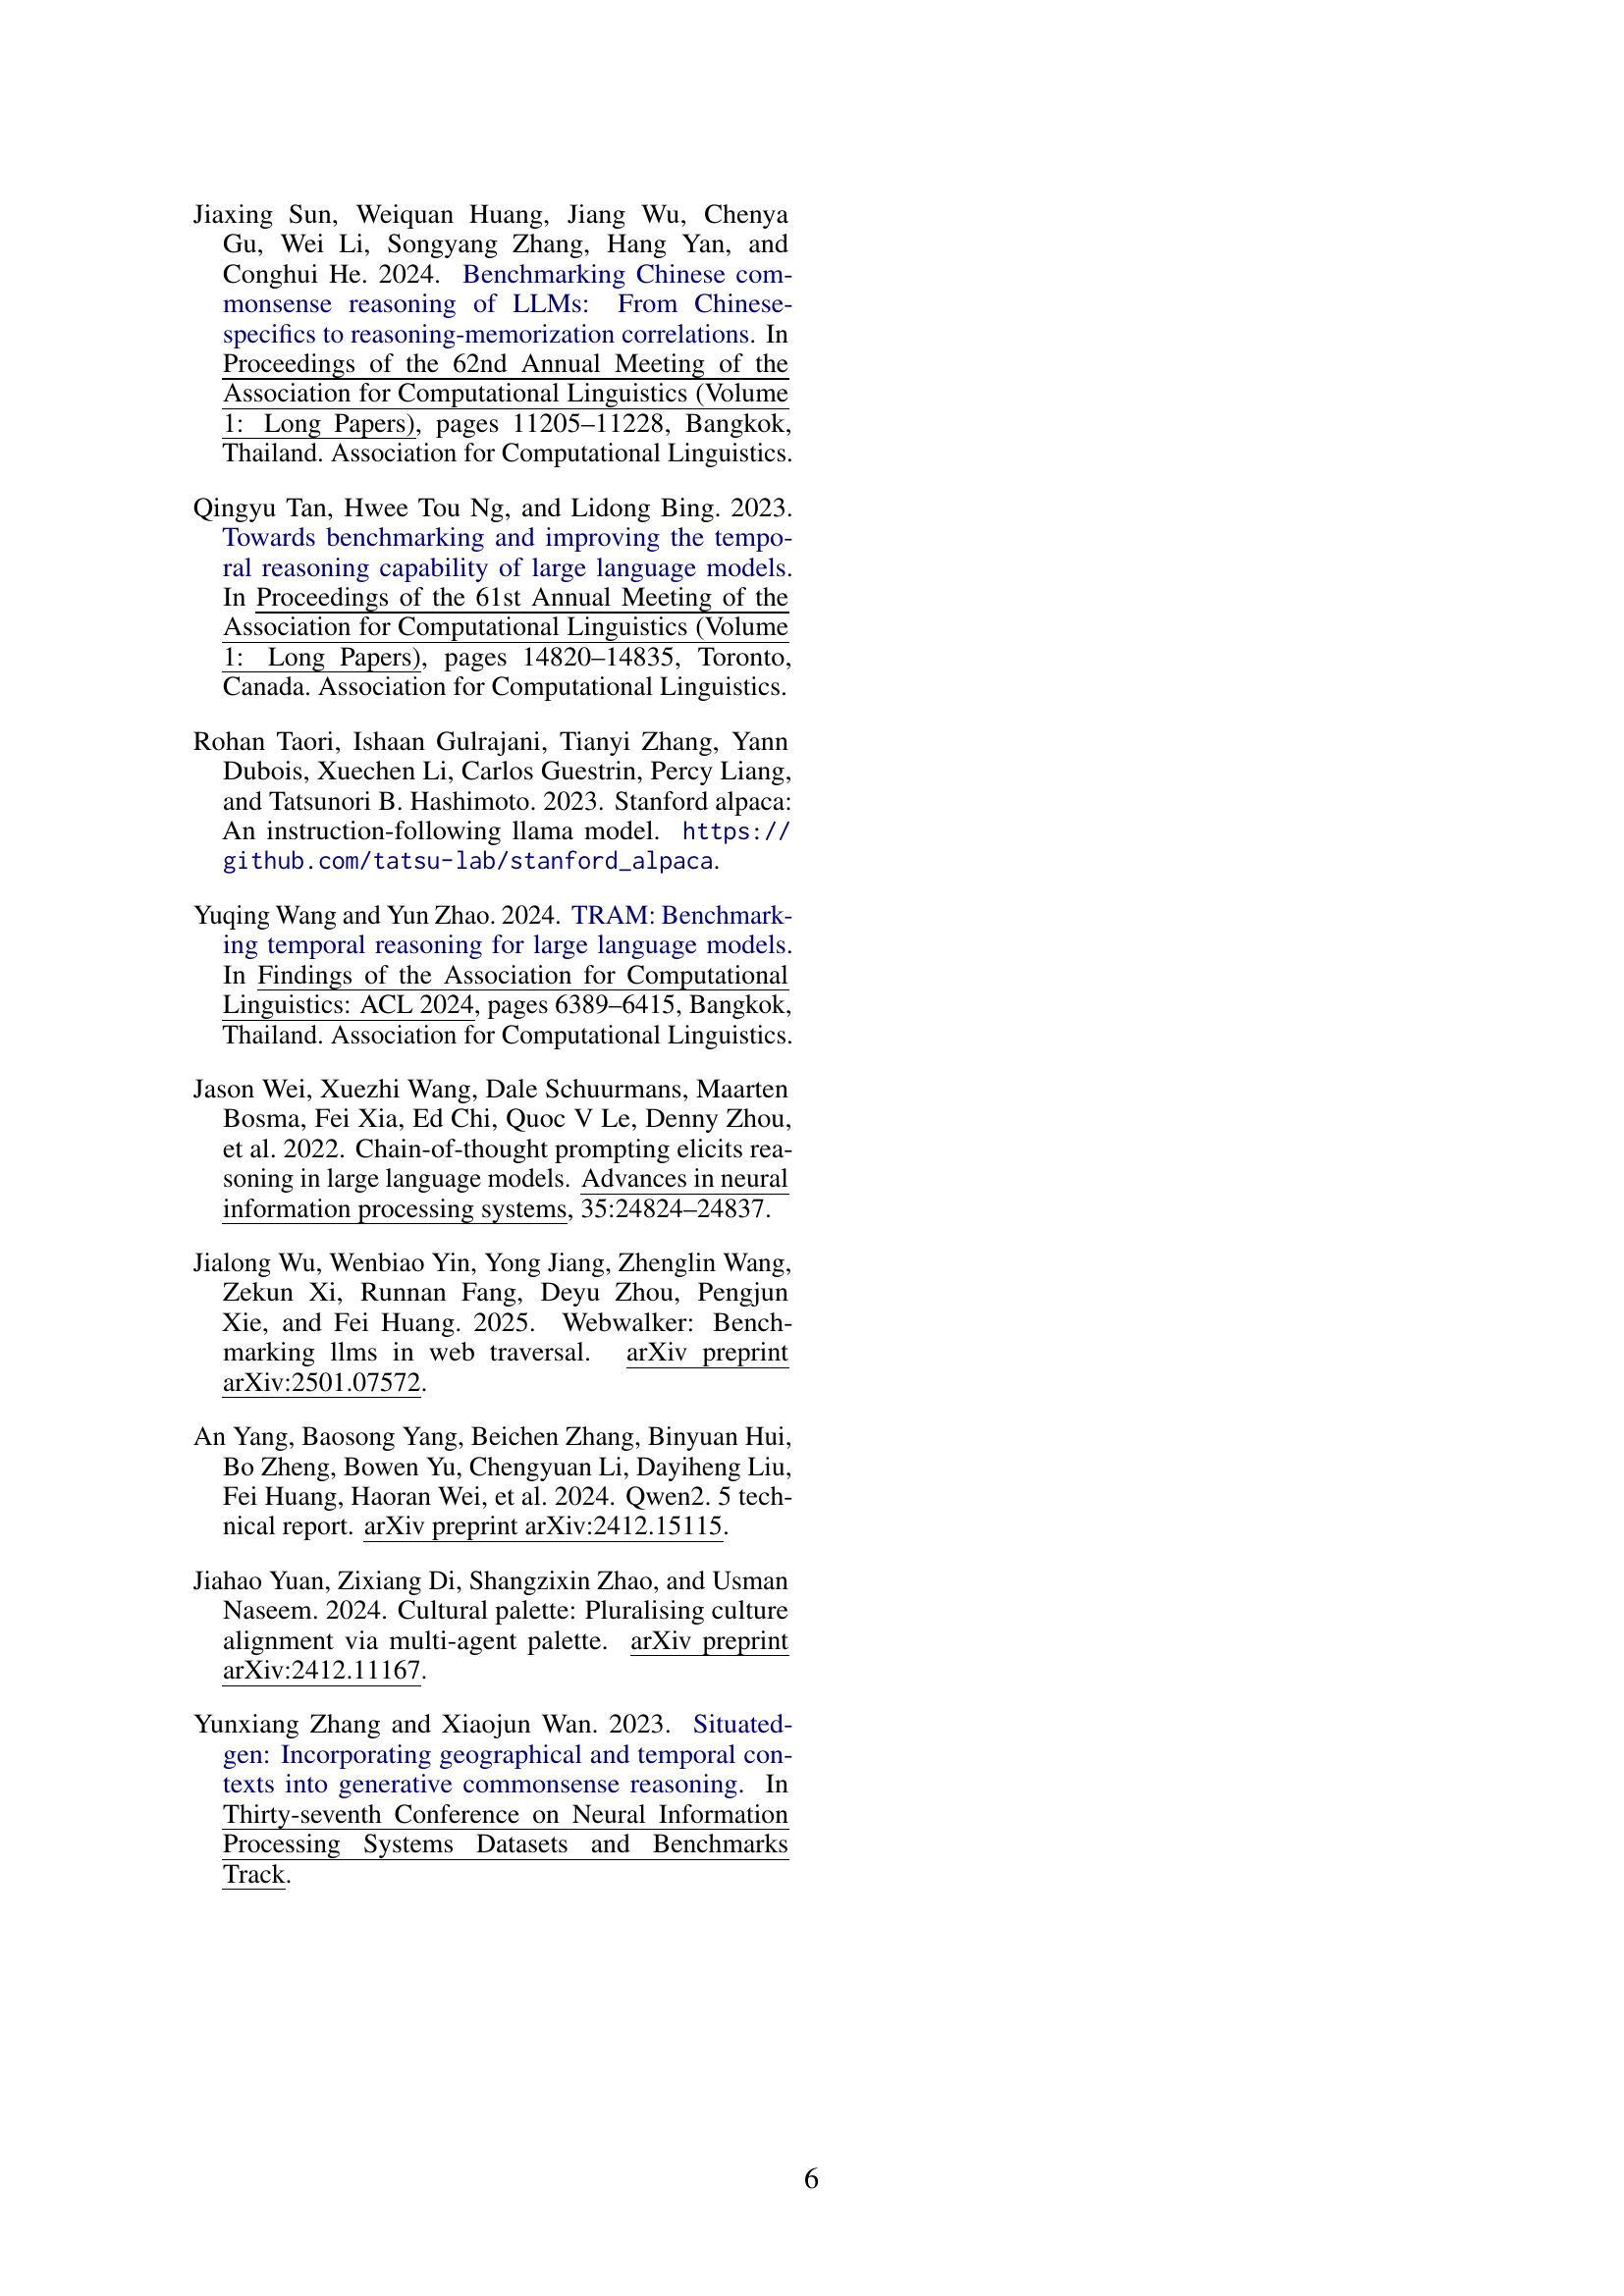 Jiaxing Sun, Weiquan Huang, Jiang Wu, Chenya
Gu, Wei Li, Songyang Zhang, Hang Yan, and
Conghui He. 2024. Benchmarking Chinese com-
monsense reasoning of LLMs: From Chinese-
specifics to reasoning-memorization correlations. In
Proceedings of the 62nd Annual Meeting of the
Association for Computational Linguistics (Volume
1: Long Papers), pages 11205–11228, Bangkok,
Thailand. Association for Computational Linguistics.
Qingyu Tan, Hwee Tou Ng, and Lidong Bing. 2023.
Towards benchmarking and improving the tempo-
ral reasoning capability of large language models.
In Proceedings of the 61st Annual Meeting of the
Association for Computational Linguistics (Volume
1: Long Papers), pages 14820–14835, Toronto,
Canada. Association for Computational Linguistics.
Rohan Taori, Ishaan Gulrajani, Tianyi Zhang, Yann
Dubois, Xuechen Li, Carlos Guestrin, Percy Liang,
and Tatsunori B. Hashimoto. 2023. Stanford alpaca:
An instruction-following llama model. https://
github.com/tatsu-lab/stanford_alpaca.
Yuqing Wang and Yun Zhao. 2024. TRAM: Benchmark-
ing temporal reasoning for large language models.
In Findings of the Association for Computational
Linguistics: ACL 2024, pages 6389–6415, Bangkok,
Thailand. Association for Computational Linguistics.
Jason Wei, Xuezhi Wang, Dale Schuurmans, Maarten
Bosma, Fei Xia, Ed Chi, Quoc V Le, Denny Zhou,
et al. 2022. Chain-of-thought prompting elicits rea-
soning in large language models. Advances in neural
information processing systems, 35:24824–24837.
Jialong Wu, Wenbiao Yin, Yong Jiang, Zhenglin Wang,
Zekun Xi, Runnan Fang, Deyu Zhou, Pengjun
Xie, and Fei Huang. 2025. Webwalker: Bench-
marking llms in web traversal. arXiv preprint
arXiv:2501.07572.
An Yang, Baosong Yang, Beichen Zhang, Binyuan Hui,
Bo Zheng, Bowen Yu, Chengyuan Li, Dayiheng Liu,
Fei Huang, Haoran Wei, et al. 2024. Qwen2. 5 tech-
nical report. arXiv preprint arXiv:2412.15115.
Jiahao Yuan, Zixiang Di, Shangzixin Zhao, and Usman
Naseem. 2024. Cultural palette: Pluralising culture
alignment via multi-agent palette. arXiv preprint
arXiv:2412.11167.
Yunxiang Zhang and Xiaojun Wan. 2023. Situated-
gen: Incorporating geographical and temporal con-
texts into generative commonsense reasoning. In
Thirty-seventh Conference on Neural Information
Processing Systems Datasets and Benchmarks
Track.
6